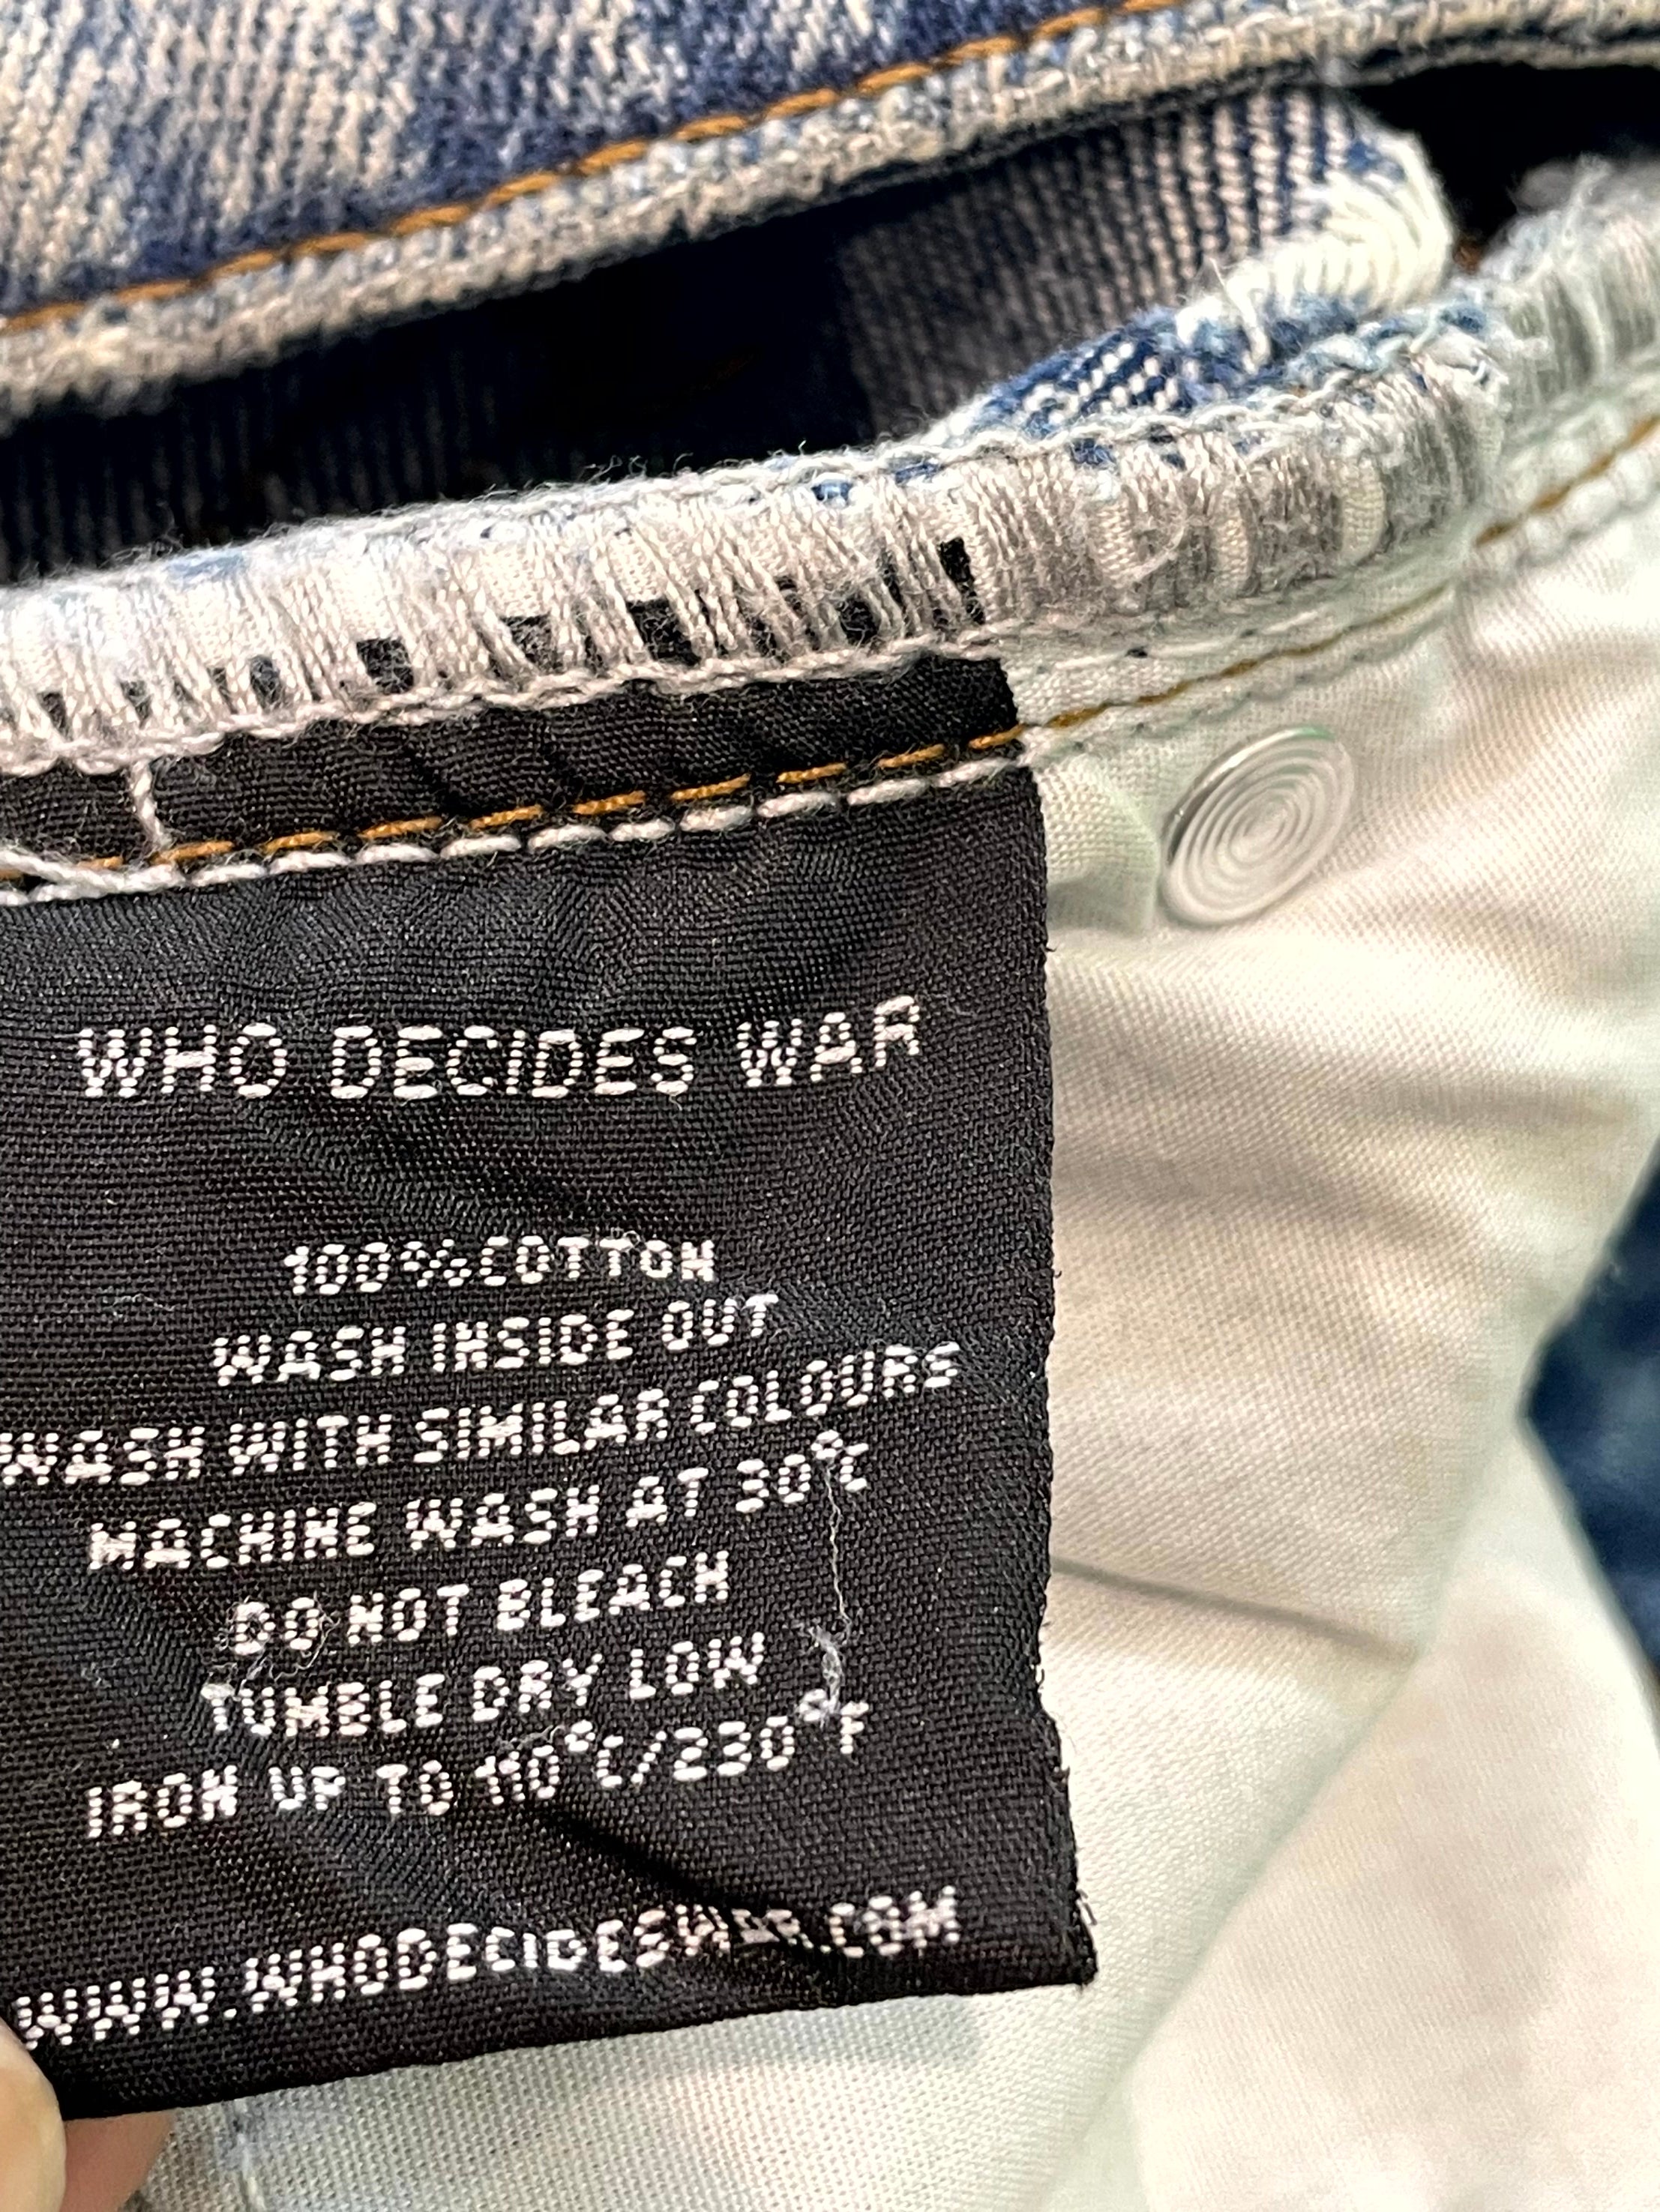 WHO DECIDES WAR
100%COTTON
WASH INSIDE OUT
WASH WITH SIMILAR COLOURS
MACHINE WASH AT 30°C
DO NOT BLEACH
TUMBLE DRY LOW
IRON UP TO 110°C/230°F
WWW.WHODECIDESWAR.COM